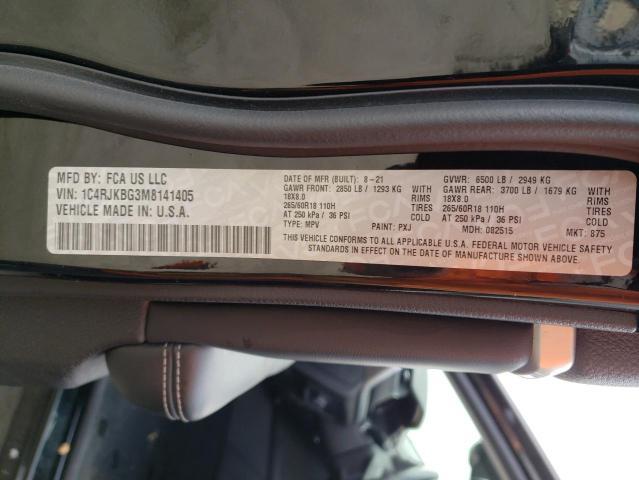 MFD BY: FCA US LLC
VIN: 1C4RJKBG3M8141405
VEHICLE MADE IN: U.S.A.
DATE OF MFR (BUILT): 8-21 GVWR: 6500 LB / 2949 KG
GAWR FRONT: 2850 LB / 1293 KG WITH GAWR REAR: 3700 LB / 1679 KG WITH
18X8.0 RIMS 18X8.0 RIMS
265/60R18 110H TIRES 265/60R18 110H TIRES
AT 250 kPa / 36 PSI COLD AT 250 kPa / 36 PSI COLD
TYPE: MPV PAINT: PXJ MDH: 082515 MKT: 875
THIS VEHICLE CONFORMS TO ALL APPLICABLE U.S.A. FEDERAL MOTOR VEHICLE SAFETY
STANDARDS IN EFFECT ON THE DATE OF MANUFACTURE SHOWN ABOVE.